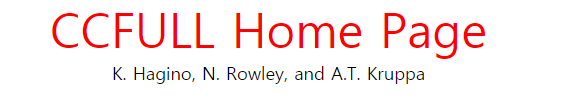 CCFULL Home Page
K. Hagino, N. Rowley, and A.T. Kruppa